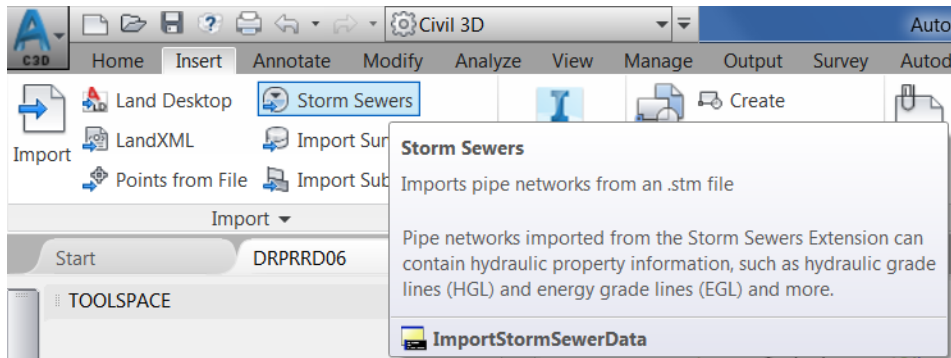 Civil 3D
Auto
C3D Home Insert Annotate Modify Analyze View Manage Output Survey Autod
Land Desktop Storm Sewers Create
Import LandXML Import Sur
Points from File Import Sub
Import
Storm Sewers
Imports pipe networks from an .stm file
Pipe networks imported from the Storm Sewers Extension can
contain hydraulic property information, such as hydraulic grade
lines (HGL) and energy grade lines (EGL) and more.
ImportStormSewerData
Start DRPRRD06
TOOLSPACE